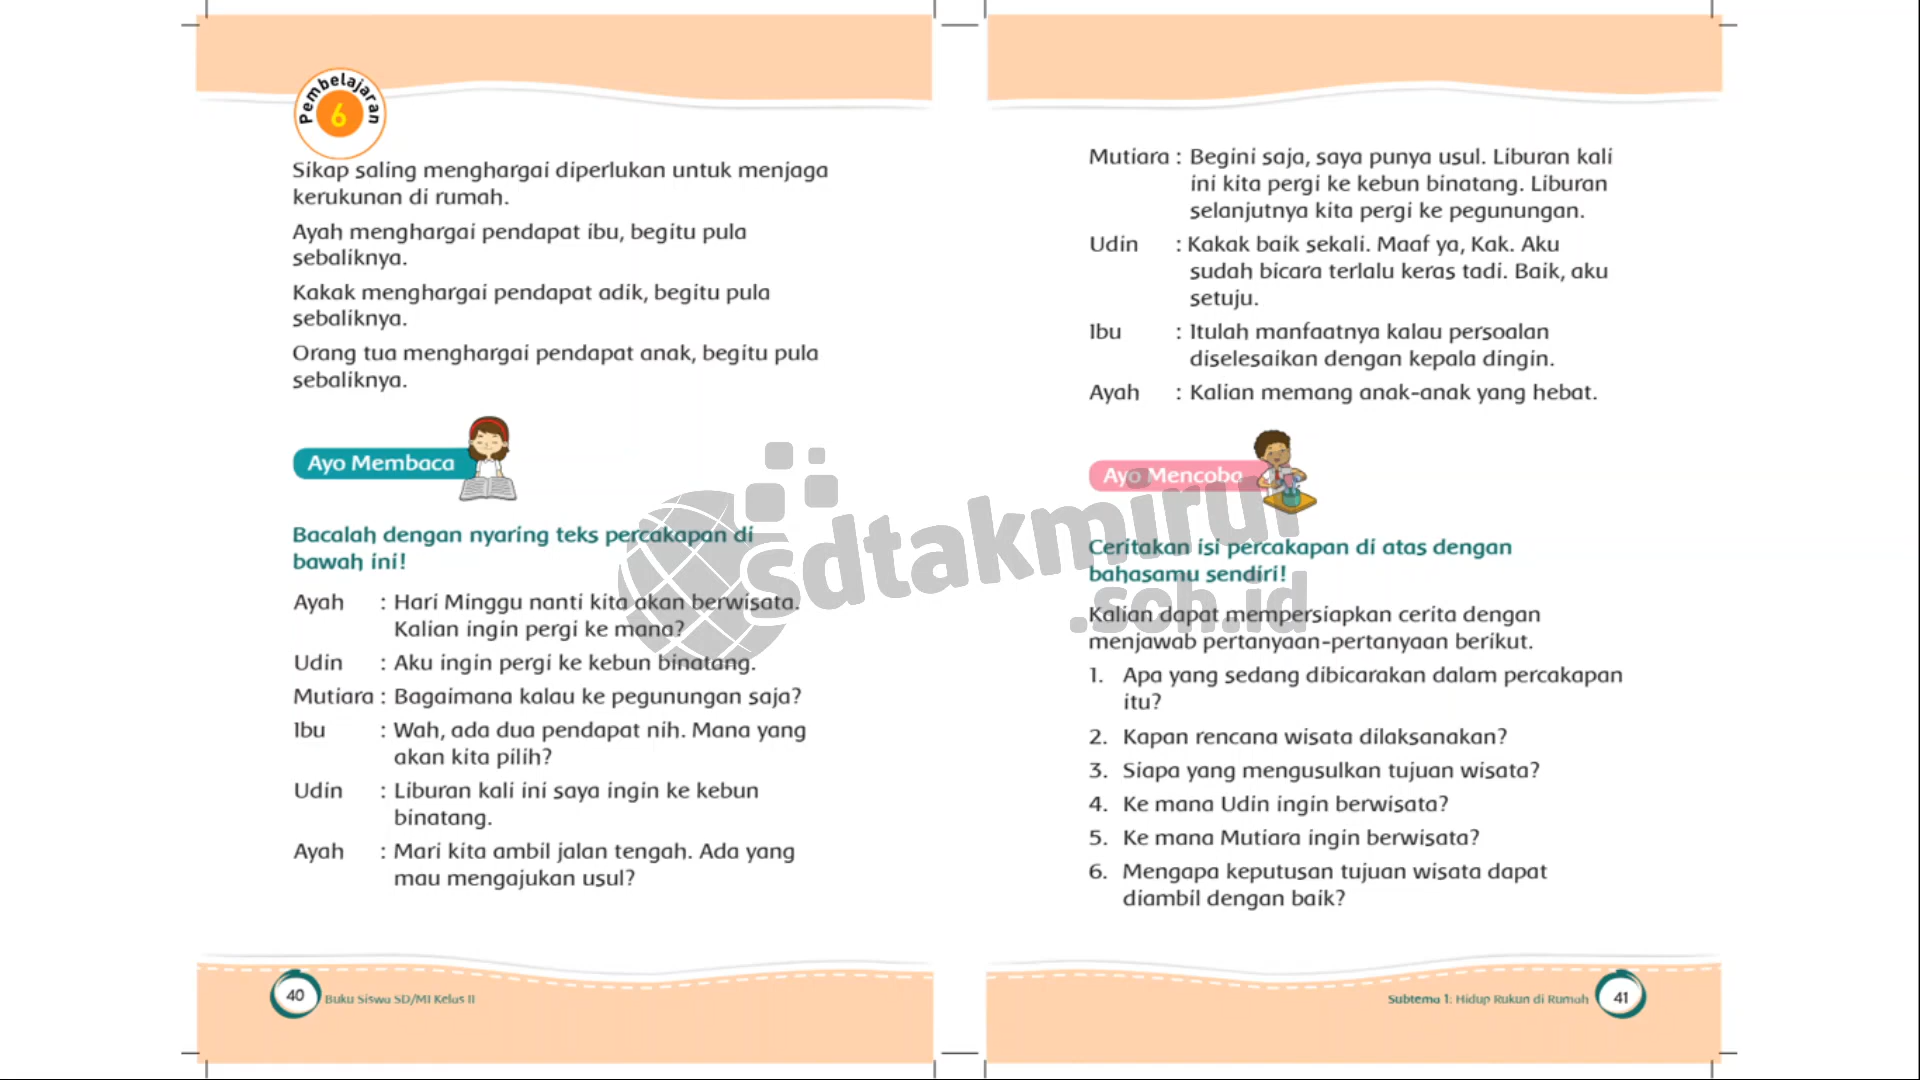 Pembelajaran
6
Sikap saling menghargai diperlukan untuk menjaga
kerukunan di rumah.
Ayah menghargai pendapat ibu, begitu pula
sebaliknya.
Kakak menghargai pendapat adik, begitu pula
sebaliknya.
Orang tua menghargai pendapat anak, begitu pula
sebaliknya.
Ayo Membaca
Bacalah dengan nyaring teks percakapan di
bawah ini!
Ayah : Hari Minggu nanti kita akan berwisata.
Kalian ingin pergi ke mana?
Udin : Aku ingin pergi ke kebun binatang.
Mutiara : Bagaimana kalau ke pegunungan saja?
Ibu : Wah, ada dua pendapat nih. Mana yang
akan kita pilih?
Udin : Liburan kali ini saya ingin ke kebun
binatang.
Ayah : Mari kita ambil jalan tengah. Ada yang
mau mengajukan usul?
40 Buku Siswa SD/MI Kelas II
Mutiara : Begini saja, saya punya usul. Liburan kali
ini kita pergi ke kebun binatang. Liburan
selanjutnya kita pergi ke pegunungan.
Udin : Kakak baik sekali. Maaf ya, Kak. Aku
sudah bicara terlalu keras tadi. Baik, aku
setuju.
Ibu : Itulah manfaatnya kalau persoalan
diselesaikan dengan kepala dingin.
Ayah : Kalian memang anak-anak yang hebat.
Ayo Mencoba
Ceritakan isi percakapan di atas dengan
bahasamu sendiri!
Kalian dapat mempersiapkan cerita dengan
menjawab pertanyaan-pertanyaan berikut.
1. Apa yang sedang dibicarakan dalam percakapan
itu?
2. Kapan rencana wisata dilaksanakan?
3. Siapa yang mengusulkan tujuan wisata?
4. Ke mana Udin ingin berwisata?
5. Ke mana Mutiara ingin berwisata?
6. Mengapa keputusan tujuan wisata dapat
diambil dengan baik?
Subtema 1: Hidup Rukun di Rumah 41
sdtakmirul
.sch.id